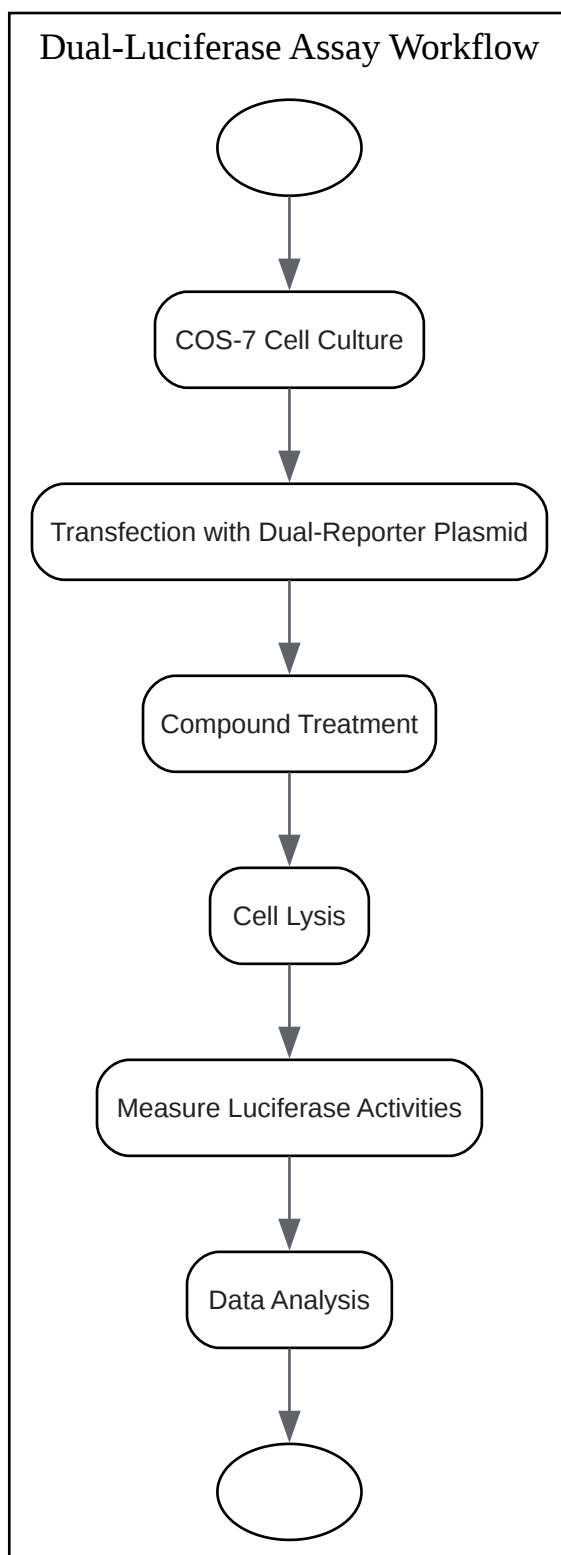 Dual-Luciferase Assay Workflow
COS-7 Cell Culture
Transfection with Dual-Reporter Plasmid
Compound Treatment
Cell Lysis
Measure Luciferase Activities
Data Analysis